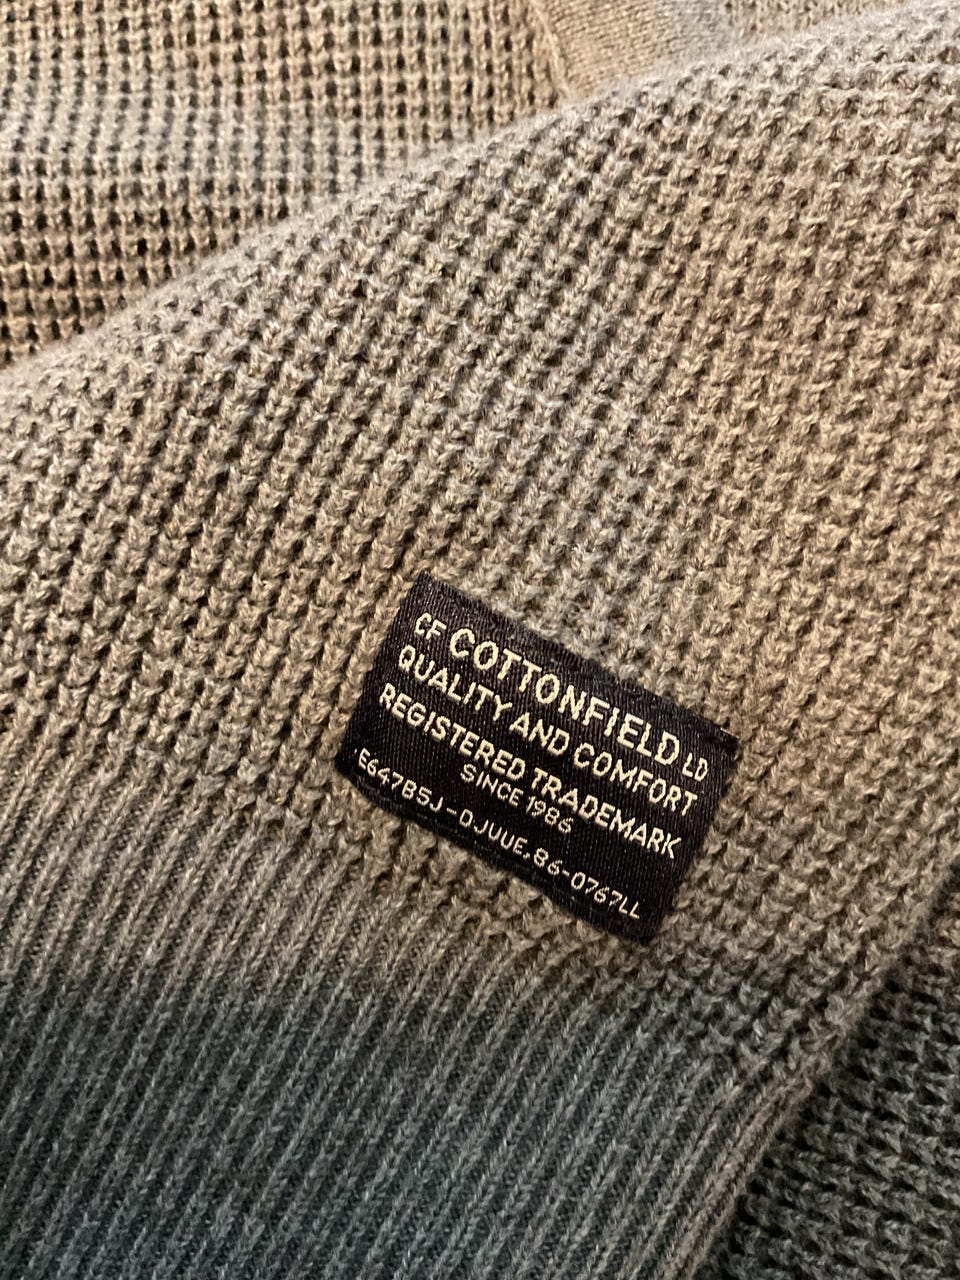 CF COTTONFIELD LD
QUALITY AND COMFORT
REGISTERED TRADEMARK
SINCE 1986
.E647B5J-DJUUE.86-0767LL